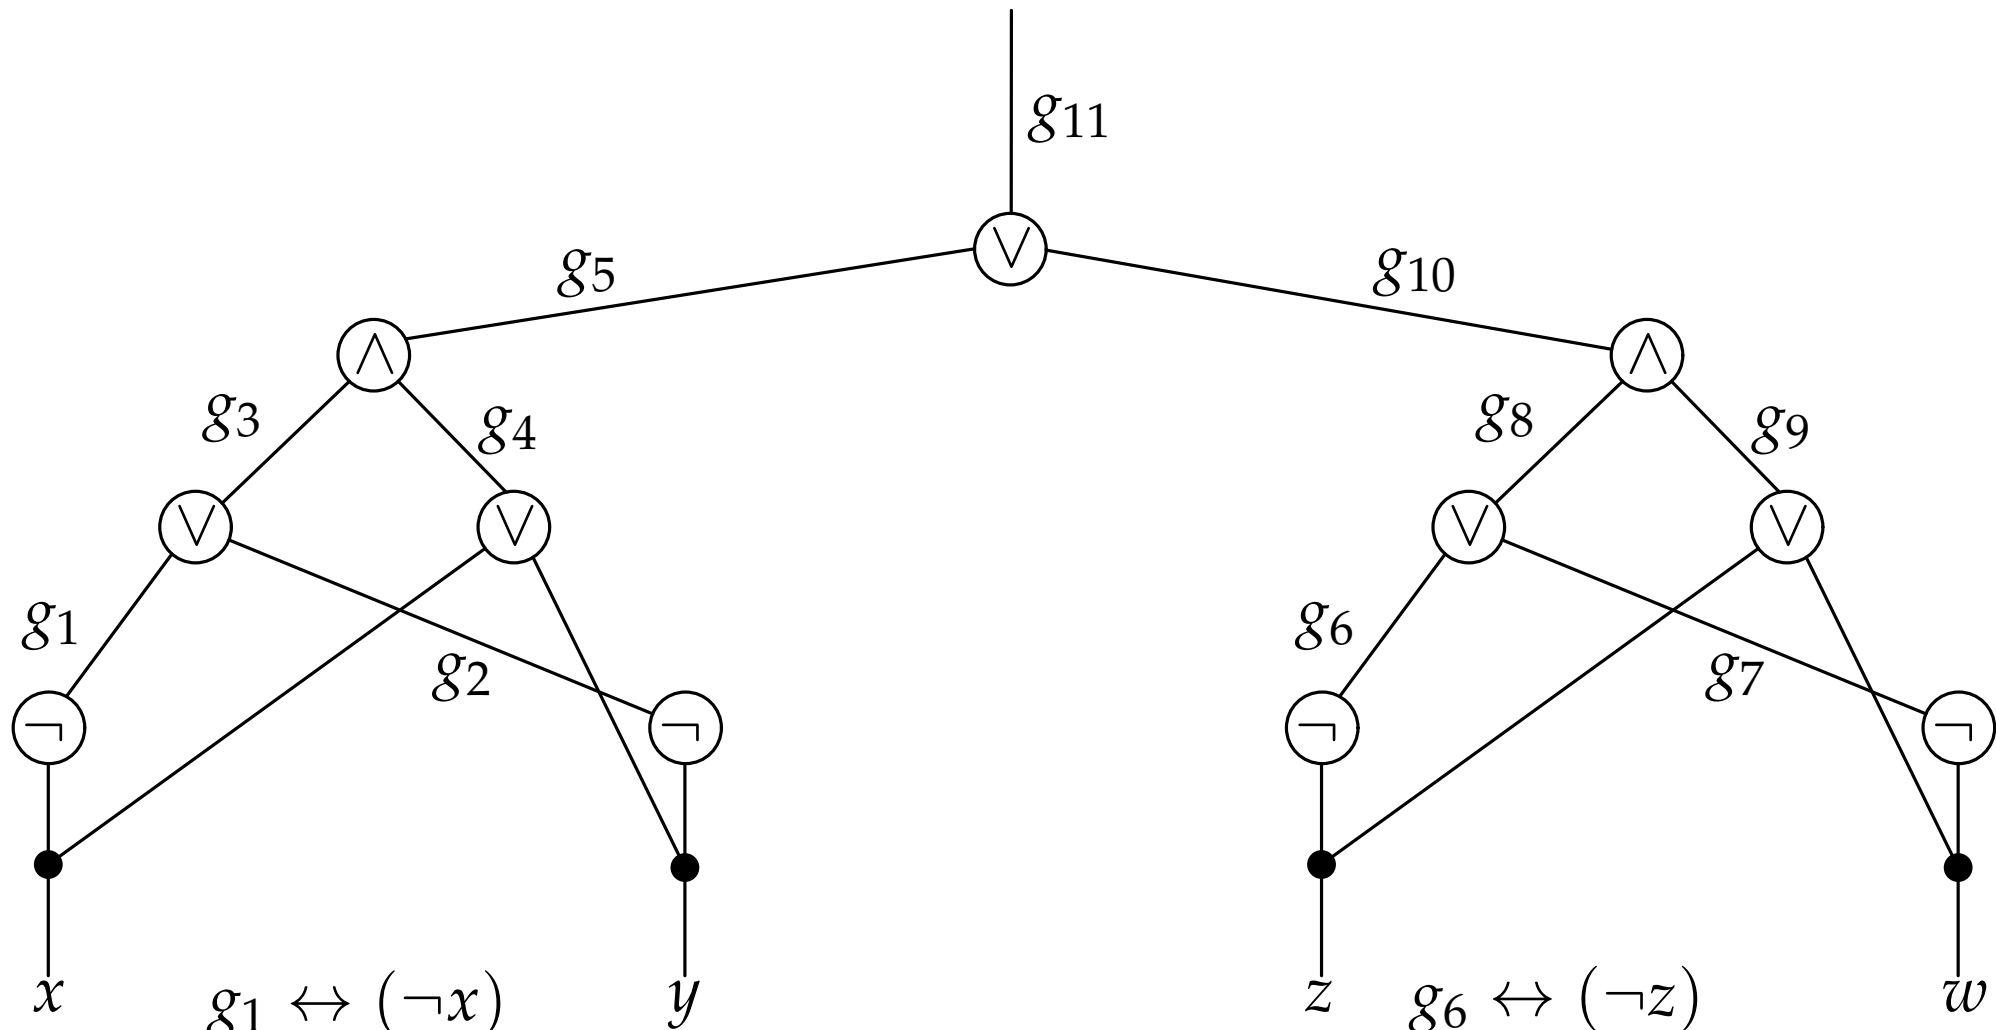 g₁₁
∨
g₅ g₁₀
∧ ∧
g₃ g₄ g₈ g₉
∨ ∨ ∨ ∨
g₁ g₂ g₆ g₇
¬ ¬ ¬ ¬
x y z w
g₁ ↔ (¬x) g₆ ↔ (¬z)